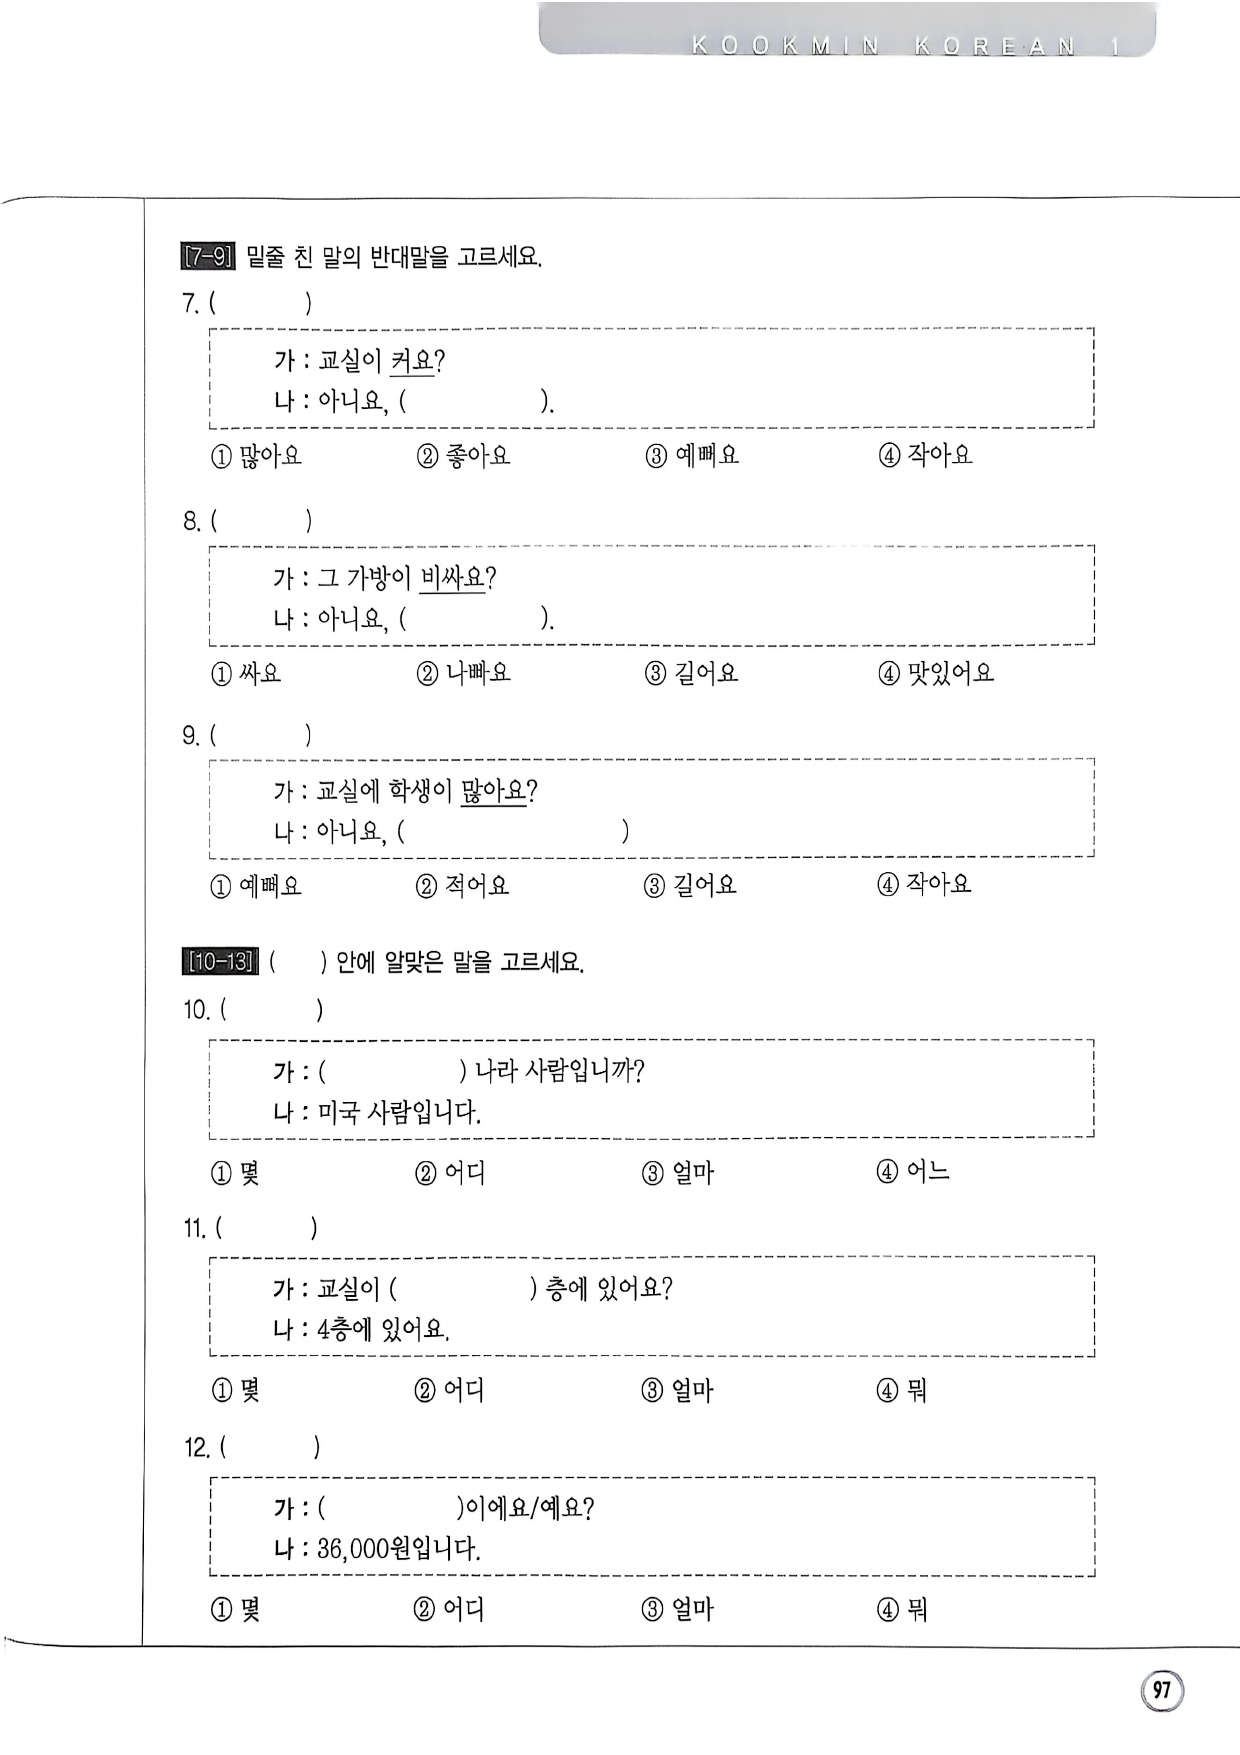 KOOKMIN KOREAN 1
[7-9] 밑줄 친 말의 반대말을 고르세요.
7. (          )
가 : 교실이 커요?
나 : 아니요, (          ).
① 많아요 ② 좋아요 ③ 예뻐요 ④ 작아요
8. (          )
가 : 그 가방이 비싸요?
나 : 아니요, (          ).
① 싸요 ② 나빠요 ③ 길어요 ④ 맛있어요
9. (          )
가 : 교실에 학생이 많아요?
나 : 아니요, (          )
① 예뻐요 ② 적어요 ③ 길어요 ④ 작아요
[10-13] (     ) 안에 알맞은 말을 고르세요.
10. (          )
가 : (          ) 나라 사람입니까?
나 : 미국 사람입니다.
① 몇 ② 어디 ③ 얼마 ④ 어느
11. (          )
가 : 교실이 (          ) 층에 있어요?
나 : 4층에 있어요.
① 몇 ② 어디 ③ 얼마 ④ 뭐
12. (          )
가 : (          )이에요/예요?
나 : 36,000원입니다.
① 몇 ② 어디 ③ 얼마 ④ 뭐
97